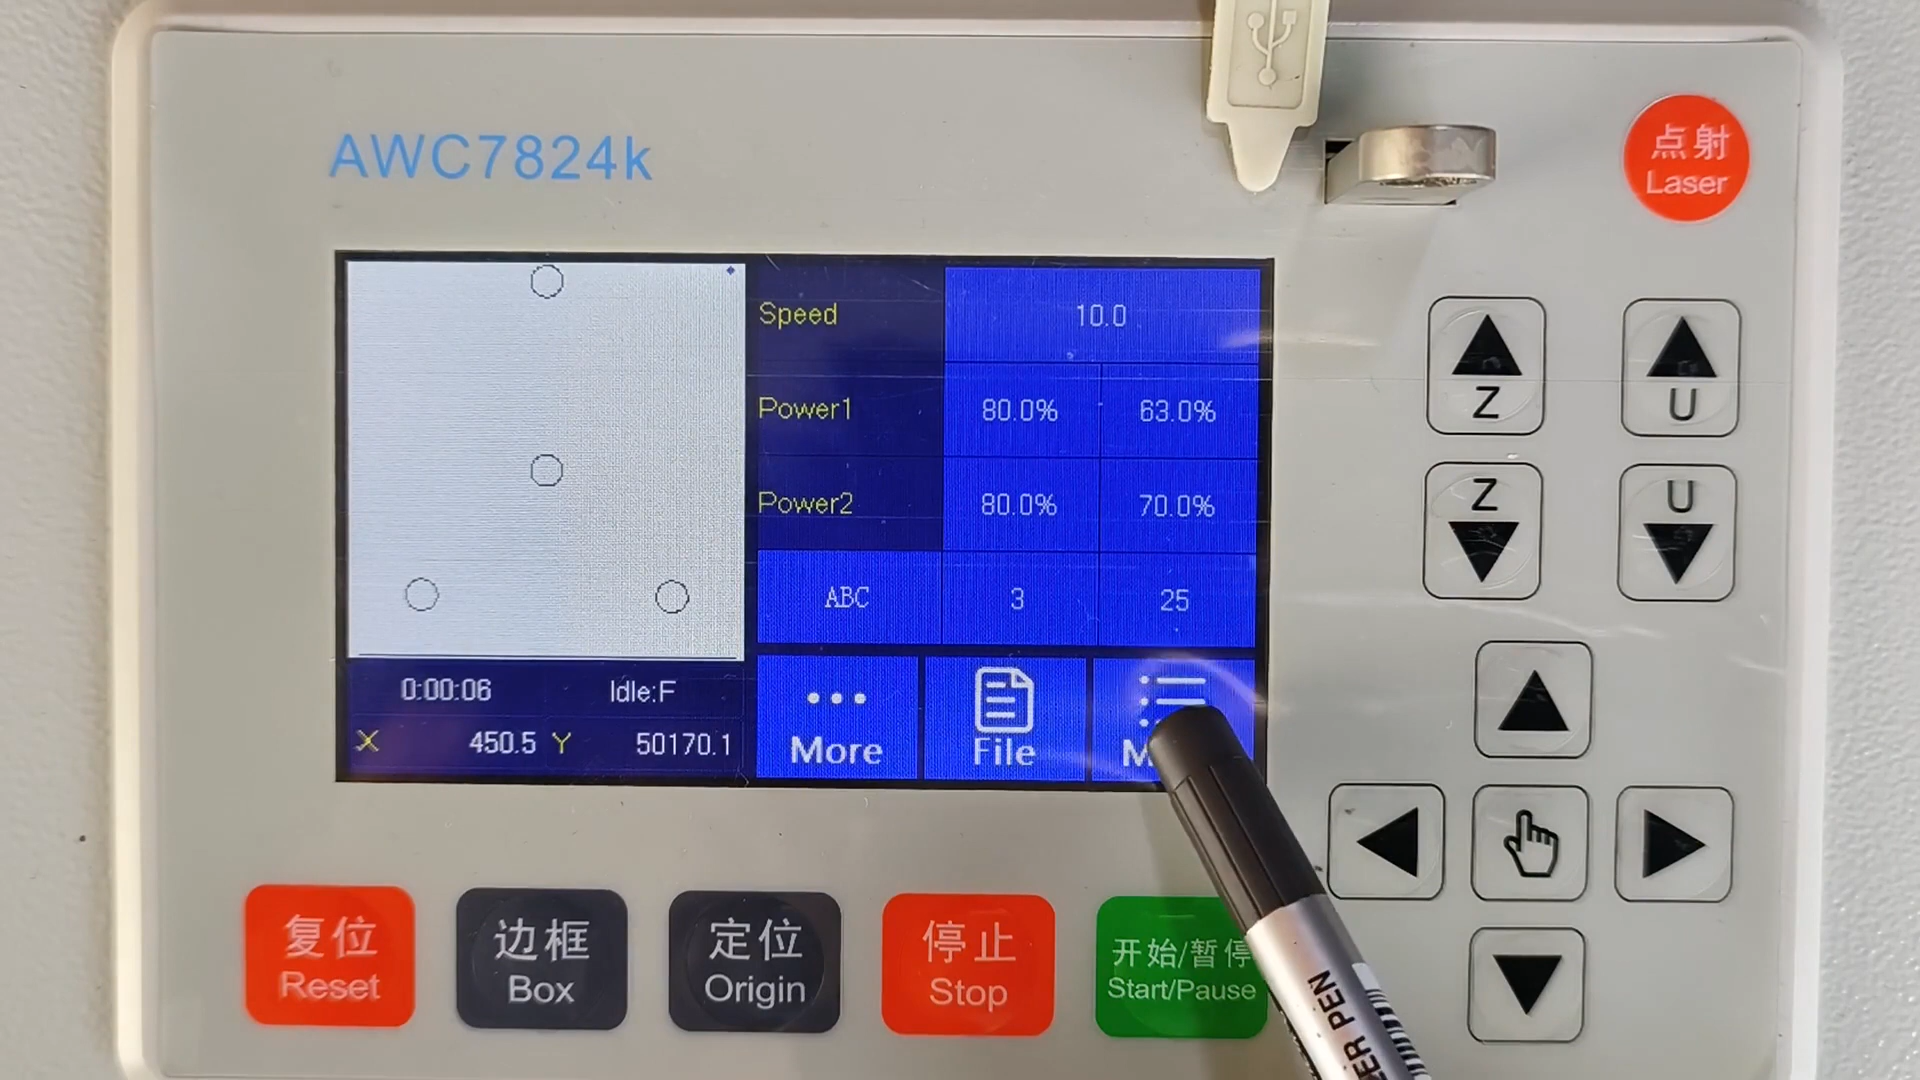 AWC7824k
点射
Laser
Speed 10.0
Power1 80.0% 63.0%
Power2 80.0% 70.0%
ABC 3 25
0:00:06 Idle:F
X 450.5 Y 50170.1
More
File
Z
U
Z
U
复位
Reset
边框
Box
定位
Origin
停止
Stop
开始/暂停
Start/Pause
PEN